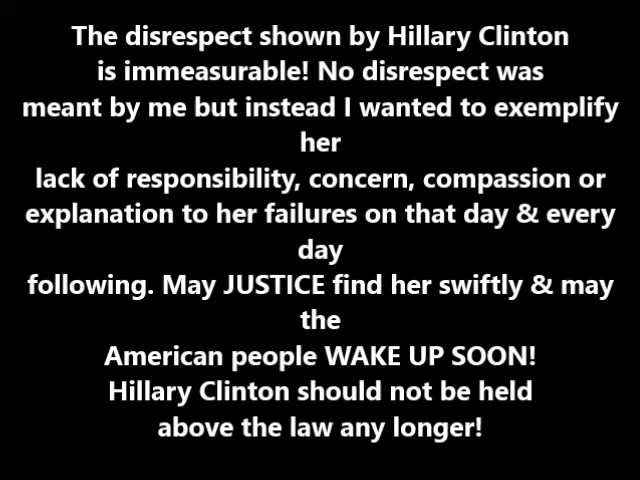 The disrespect shown by Hillary Clinton
is immeasurable! No disrespect was
meant by me but instead I wanted to exemplify
her
lack of responsibility, concern, compassion or
explanation to her failures on that day & every
day
following. May JUSTICE find her swiftly & may
the
American people WAKE UP SOON!
Hillary Clinton should not be held
above the law any longer!